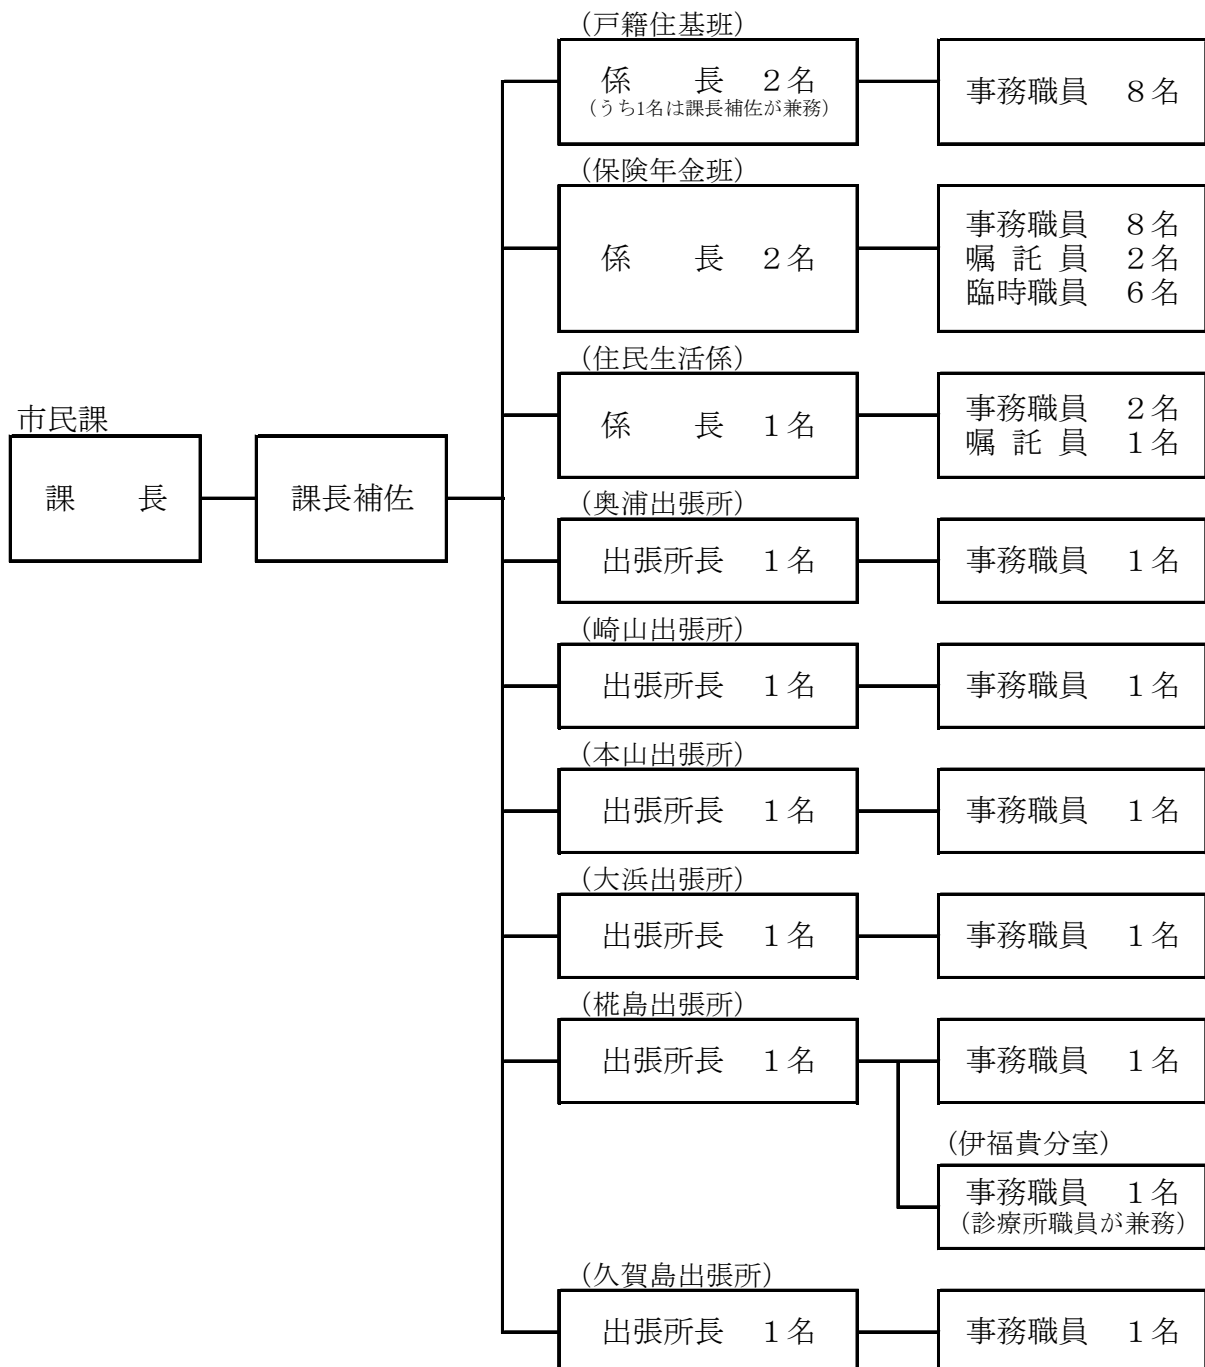 市民課
課　　長
課長補佐
（戸籍住基班）
係　　長　２名
（うち1名は課長補佐が兼務）
事務職員　８名
（保険年金班）
係　　長　２名
事務職員　８名
嘱 託 員　２名
臨時職員　６名
（住民生活係）
係　　長　１名
事務職員　２名
嘱 託 員　１名
（奥浦出張所）
出張所長　１名
事務職員　１名
（崎山出張所）
出張所長　１名
事務職員　１名
（本山出張所）
出張所長　１名
事務職員　１名
（大浜出張所）
出張所長　１名
事務職員　１名
（椛島出張所）
出張所長　１名
事務職員　１名
（伊福貴分室）
事務職員　１名
（診療所職員が兼務）
（久賀島出張所）
出張所長　１名
事務職員　１名